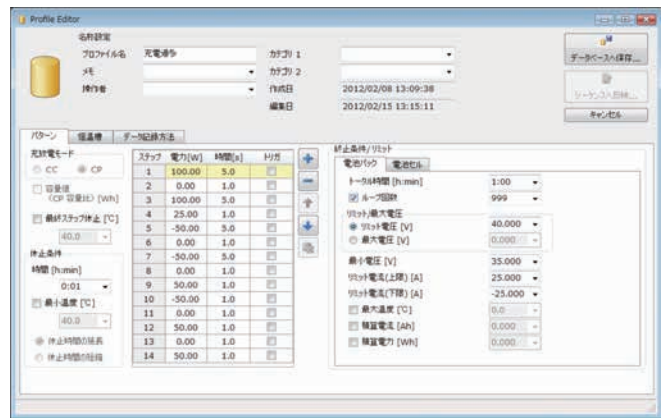 Profile Editor
名称設定
プロファイル名 充電通り カテゴリ 1
メモ カテゴリ 2
操作者 作成日 2012/02/08 13:09:38
編集日 2012/02/15 13:15:11
データベースへ保存...
キャンセル
パターン 恒温槽 データ記録方法
充放電モード
CC CP
容量値
(CP 容量比) [Wh]
最終ステップ休止 [℃]
40.0
休止条件
時間 [h:min]
0:01
最小温度 [℃]
40.0
休止時間の延長
休止時間の短縮
ステップ 電力[W] 時間[s] トリガ
1 100.00 5.0
2 0.00 1.0
3 100.00 5.0
4 25.00 1.0
5 -50.00 5.0
6 0.00 1.0
7 -50.00 5.0
8 0.00 1.0
9 50.00 1.0
10 -50.00 1.0
11 0.00 1.0
12 50.00 1.0
13 0.00 1.0
14 50.00 1.0
終止条件/リミット
電池パック 電池セル
トータル時間 [h:min] 1:00
ループ回数 999
リミット/最大電圧
リミット電圧 [V] 40.000
最大電圧 [V] 0.000
最小電圧 [V] 35.000
リミット電流(上限) [A] 25.000
リミット電流(下限) [A] -25.000
最大温度 [℃] 0.0
積算電流 [Ah] 0.000
積算電力 [Wh] 0.000